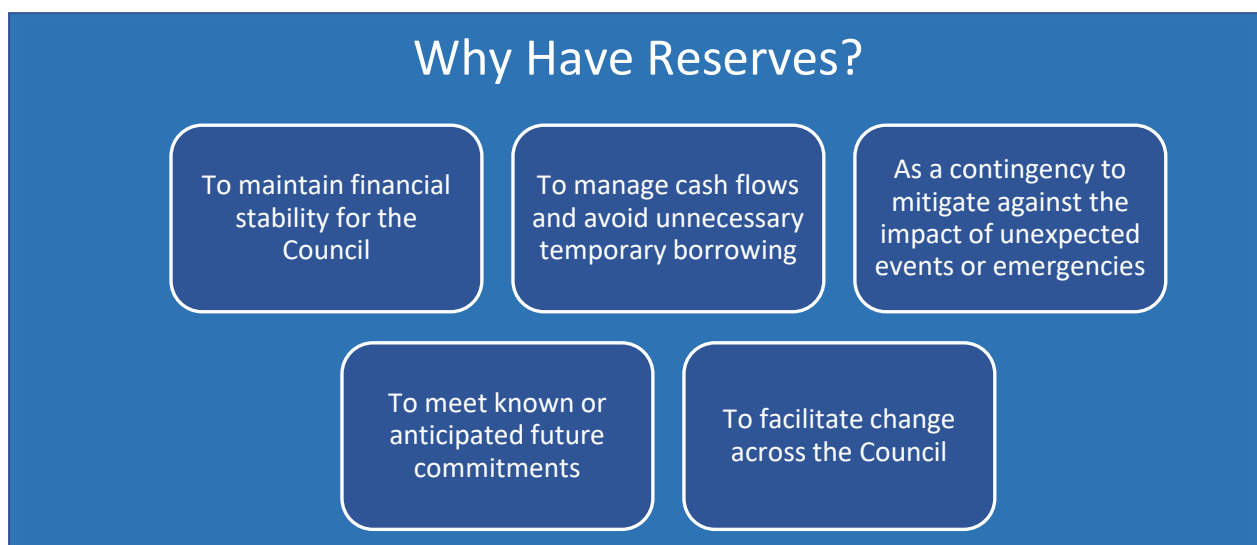 Why Have Reserves?
To maintain financial
stability for the
Council
To manage cash flows
and avoid unnecessary
temporary borrowing
As a contingency to
mitigate against the
impact of unexpected
events or emergencies
To meet known or
anticipated future
commitments
To facilitate change
across the Council